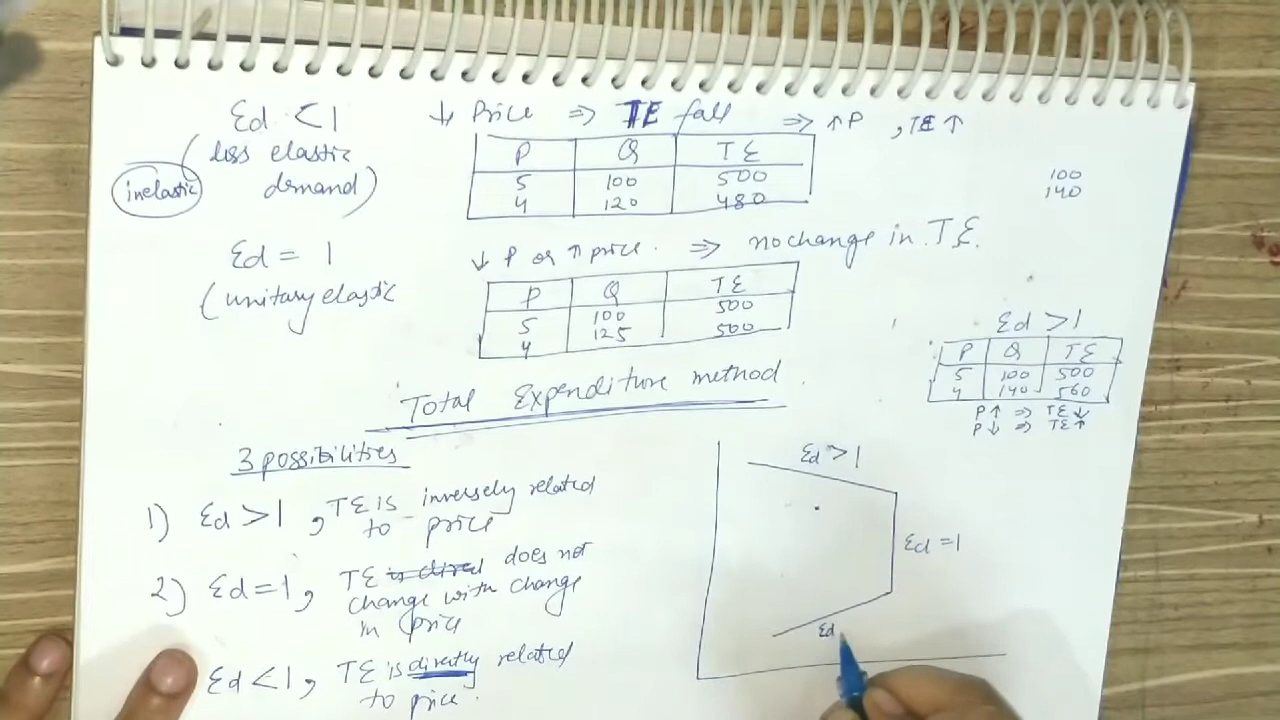 Ed < 1 ↓ Price ⇒ TE fall ⇒ ↑P , TE ↑
(less elastic
inelastic demand)
P Q TE
5 100 500
4 120 480
100
140
Ed = 1 ↓ P or ↑ price. ⇒ no change in TE.
(unitary elastic
P Q TE
5 100 500
4 125 500
Ed > 1
P Q TE
5 100 500
4 140 560
P↑ ⇒ TE ↓
P↓ ⇒ TE ↑
Total Expenditure method
3 possibilities
1) Ed > 1 , TE is inversely related
to price
2) Ed = 1 , TE is direc does not
change with change
in price
Ed < 1 , TE is directly related
to price.
Ed > 1
Ed = 1
Ed